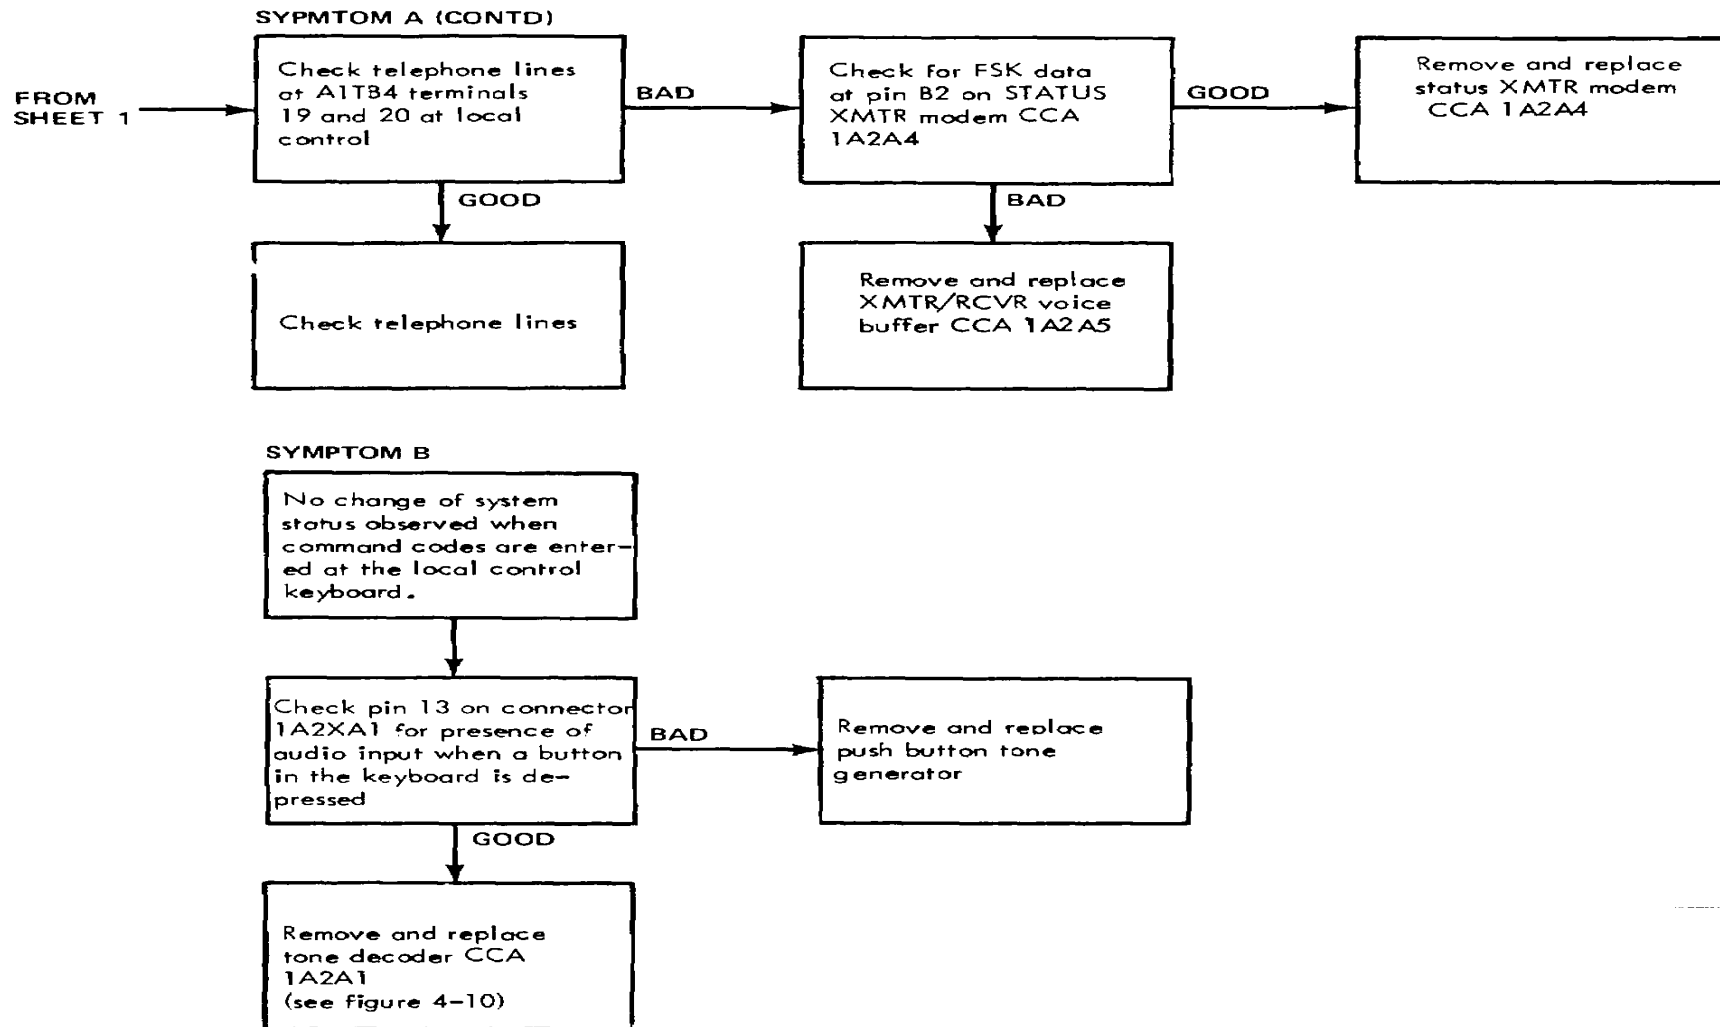 SYPMTOM A (CONTD)
FROM
SHEET 1
Check telephone lines
at A1TB4 terminals
19 and 20 at local
control
BAD
Check for FSK data
at pin B2 on STATUS
XMTR modem CCA
1A2A4
GOOD
Remove and replace
status XMTR modem
CCA 1A2A4
GOOD
Check telephone lines
BAD
Remove and replace
XMTR/RCVR voice
buffer CCA 1A2A5
SYMPTOM B
No change of system
status observed when
command codes are enter-
ed at the local control
keyboard.
Check pin 13 on connector
1A2XA1 for presence of
audio input when a button
in the keyboard is de-
pressed
BAD
Remove and replace
push button tone
generator
GOOD
Remove and replace
tone decoder CCA
1A2A1
(see figure 4-10)